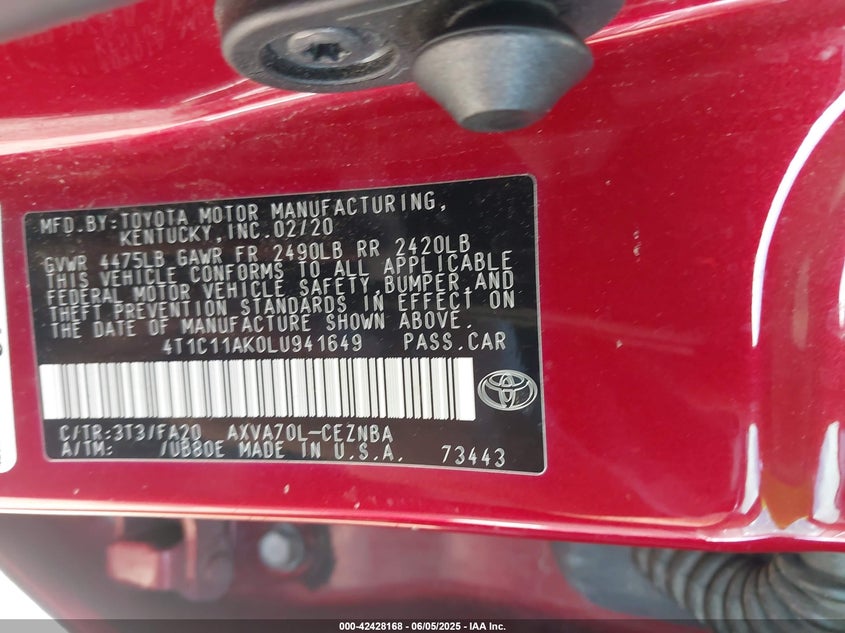 MFD.BY:TOYOTA MOTOR MANUFACTURING,
KENTUCKY,INC.02/20
GVWR 4475LB GAWR FR 2490LB RR 2420LB
THIS VEHICLE CONFORMS TO ALL APPLICABLE
FEDERAL MOTOR VEHICLE SAFETY,BUMPER,AND
THEFT PREVENTION STANDARDS IN EFFECT ON
THE DATE OF MANUFACTURE SHOWN ABOVE.
4T1C11AK0LU941649 PASS.CAR
C/TR:3T3/FA20 AXVA70L-CEZNBA
A/TM: /UB80E MADE IN U.S.A. 73443
000-42428168 - 06/05/2025 - IAA Inc.